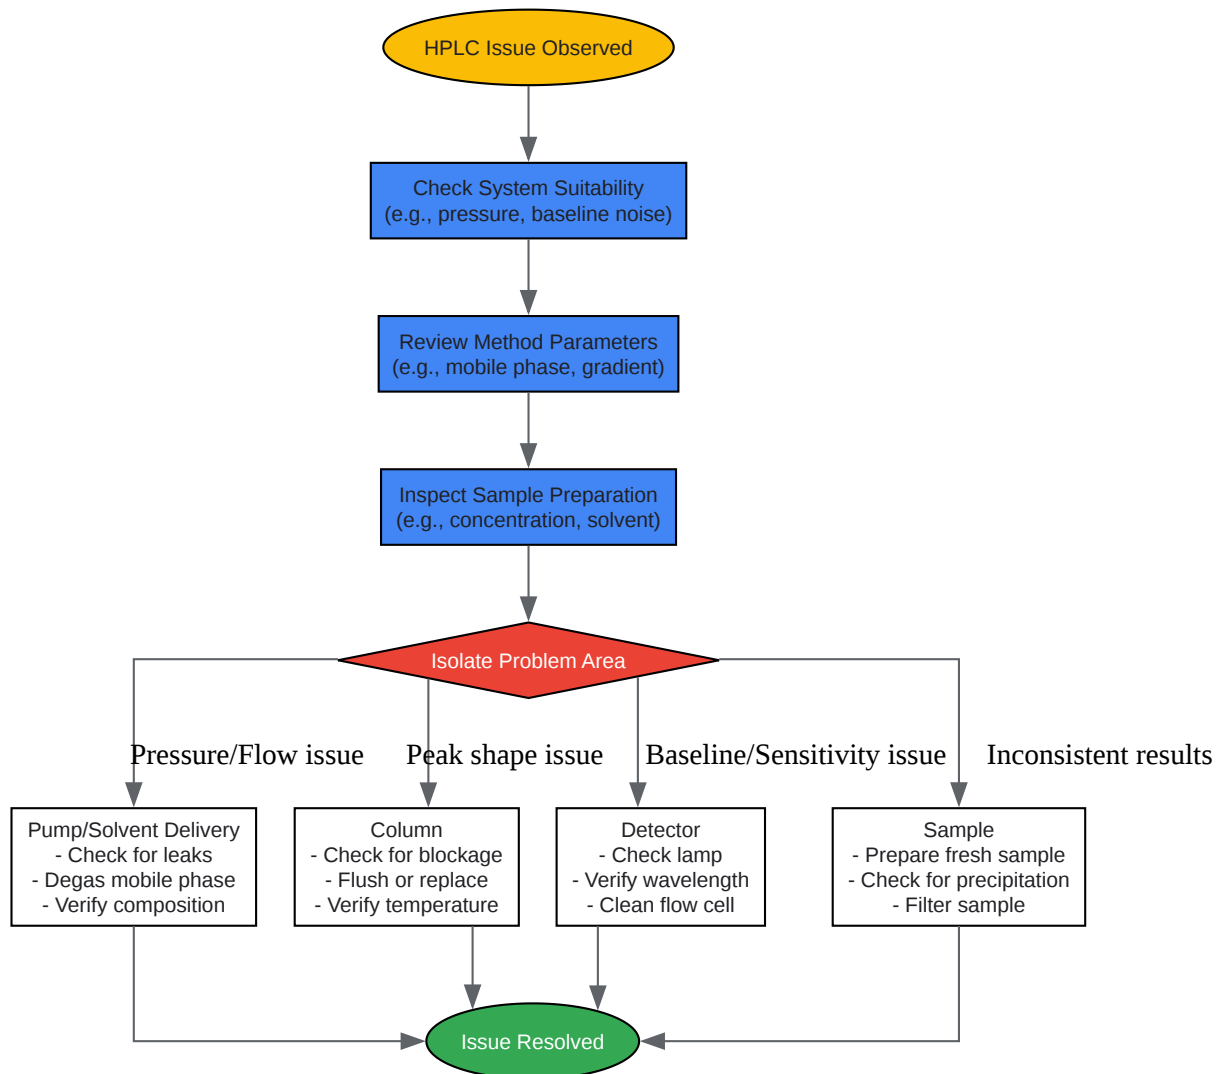 HPLC Issue Observed
Check System Suitability
(e.g., pressure, baseline noise)
Review Method Parameters
(e.g., mobile phase, gradient)
Inspect Sample Preparation
(e.g., concentration, solvent)
Isolate Problem Area
Pressure/Flow issue
Peak shape issue
Baseline/Sensitivity issue
Inconsistent results
Pump/Solvent Delivery
- Check for leaks
- Degas mobile phase
- Verify composition
Column
- Check for blockage
- Flush or replace
- Verify temperature
Detector
- Check lamp
- Verify wavelength
- Clean flow cell
Sample
- Prepare fresh sample
- Check for precipitation
- Filter sample
Issue Resolved